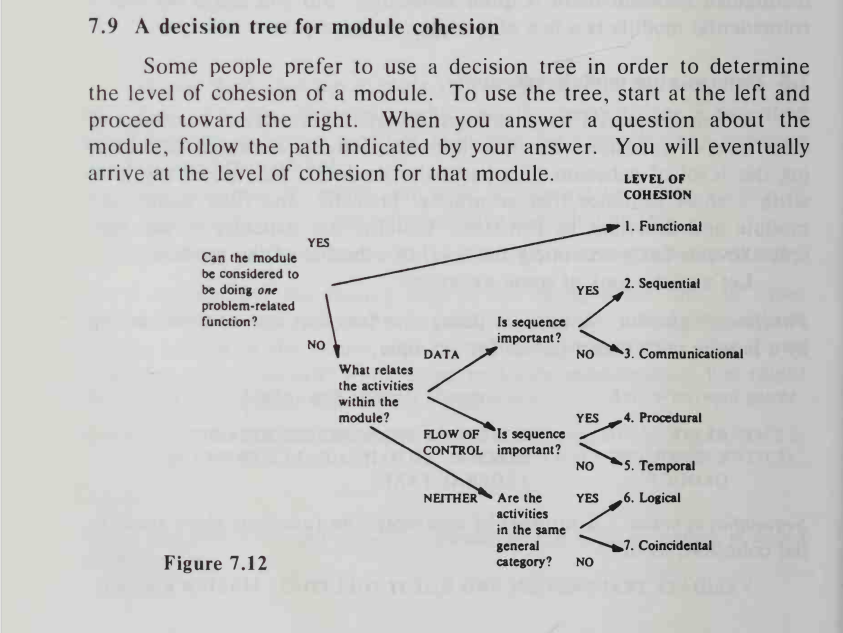 7.9 A decision tree for module cohesion
Some people prefer to use a decision tree in order to determine
the level of cohesion of a module. To use the tree, start at the left and
proceed toward the right. When you answer a question about the
module, follow the path indicated by your answer. You will eventually
arrive at the level of cohesion for that module.
LEVEL OF
COHESION
YES
1. Functional
Can the module
be considered to
be doing one
problem-related
function?
NO
What relates
the activities
within the
module?
DATA
Is sequence
important?
YES
2. Sequential
NO
3. Communicational
FLOW OF
CONTROL
Is sequence
important?
YES
4. Procedural
NO
5. Temporal
NEITHER
Are the
activities
in the same
general
category?
YES
6. Logical
NO
7. Coincidental
Figure 7.12